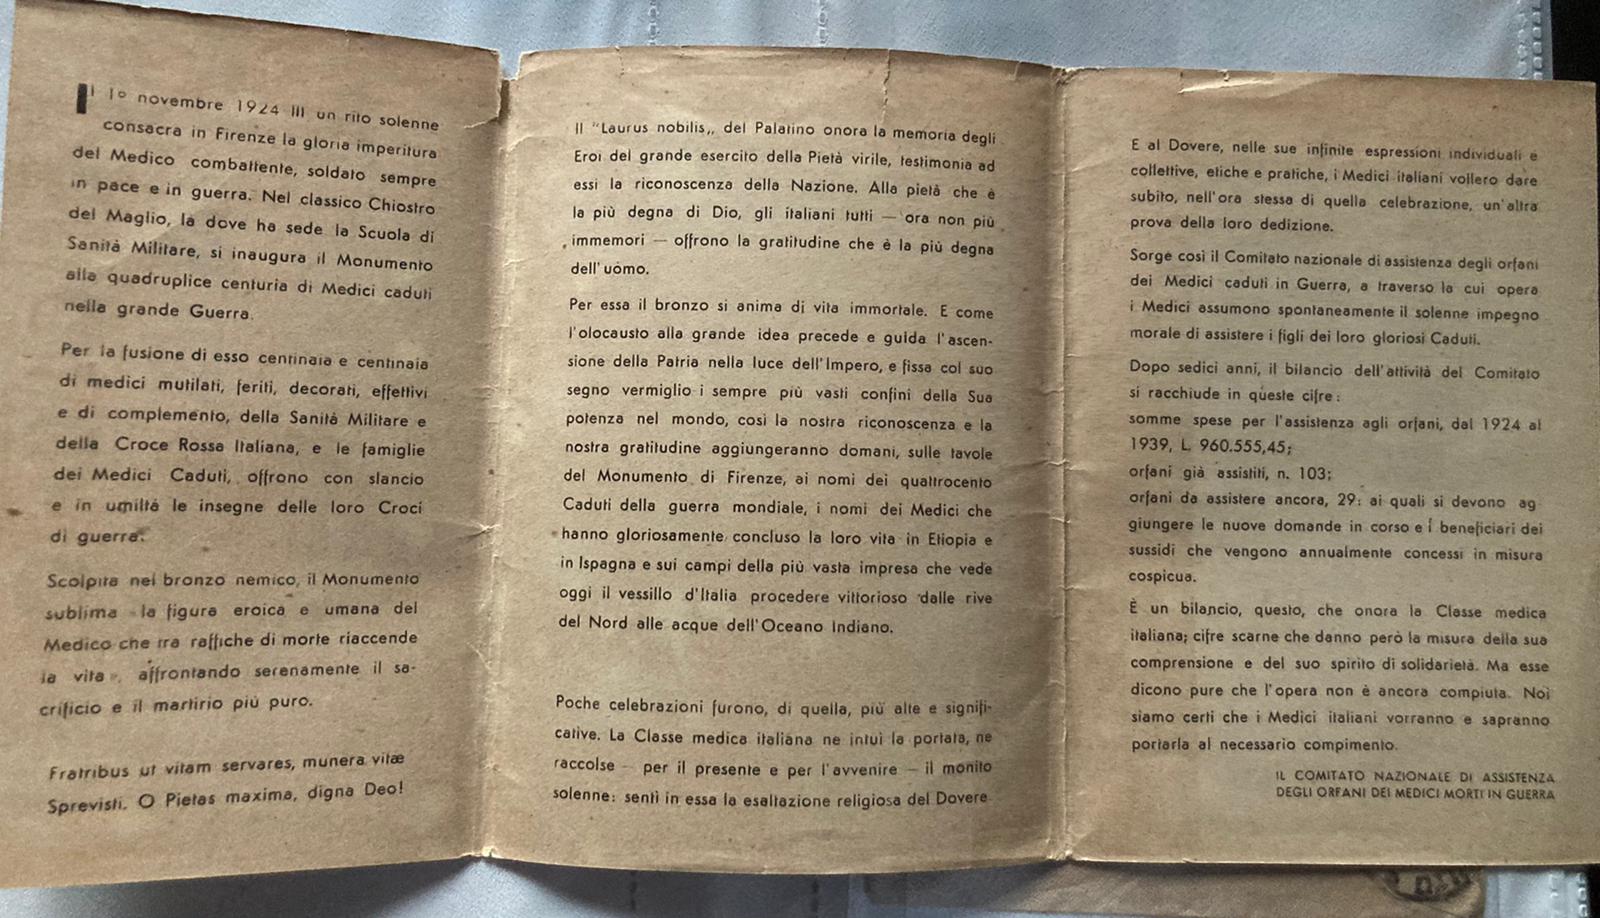 Il 1º novembre 1924 III un rito solenne
consacra in Firenze la gloria imperitura
del Medico combattente, soldato sempre
in pace e in guerra. Nel classico Chiostro
del Maglio, la dove ha sede la Scuola di
Sanità Militare, si inaugura il Monumento
alla quadruplice centuria di Medici caduti
nella grande Guerra.
Per la fusione di esso centinaia e centinaia
di medici mutilati, feriti, decorati, effettivi
e di complemento, della Sanità Militare e
della Croce Rossa Italiana, e le famiglie
dei Medici Caduti, offrono con slancio
e in umiltà le insegne delle loro Croci
di guerra.
Scolpita nel bronzo nemico, il Monumento
sublima la figura eroica e umana del
Medico che tra raffiche di morte riaccende
la vita, affrontando serenamente il sa-
crificio e il martirio più puro.
Fratribus ut vitam servares, munera vitæ
Sprevisti. O Pietas maxima, digna Deo!
Il "Laurus nobilis„ del Palatino onora la memoria degli
Eroi del grande esercito della Pietà virile, testimonia ad
essi la riconoscenza della Nazione. Alla pietà che è
la più degna di Dio, gli italiani tutti — ora non più
immemori — offrono la gratitudine che è la più degna
dell'uomo.
Per essa il bronzo si anima di vita immortale. E come
l'olocausto alla grande idea precede e guida l'ascen-
sione della Patria nella luce dell'Impero, e fissa col suo
segno vermiglio i sempre più vasti confini della Sua
potenza nel mondo, così la nostra riconoscenza e la
nostra gratitudine aggiungeranno domani, sulle tavole
del Monumento di Firenze, ai nomi dei quattrocento
Caduti della guerra mondiale, i nomi dei Medici che
hanno gloriosamente concluso la loro vita in Etiopia e
in Ispagna e sui campi della più vasta impresa che vede
oggi il vessillo d'Italia procedere vittorioso dalle rive
del Nord alle acque dell'Oceano Indiano.
Poche celebrazioni furono, di quella, più alte e signifi-
cative. La Classe medica italiana ne intuì la portata, ne
raccolse — per il presente e per l'avvenire — il monito
solenne: sentì in essa la esaltazione religiosa del Dovere
E al Dovere, nelle sue infinite espressioni individuali e
collettive, etiche e pratiche, i Medici italiani vollero dare
subito, nell'ora stessa di quella celebrazione, un'altra
prova della loro dedizione.
Sorge così il Comitato nazionale di assistenza degli orfani
dei Medici caduti in Guerra, a traverso la cui opera
i Medici assumono spontaneamente il solenne impegno
morale di assistere i figli dei loro gloriosi Caduti.
Dopo sedici anni, il bilancio dell'attività del Comitato
si racchiude in queste cifre:
somme spese per l'assistenza agli orfani, dal 1924 al
1939, L. 960.555,45;
orfani già assistiti, n. 103;
orfani da assistere ancora, 29: ai quali si devono ag
giungere le nuove domande in corso e i beneficiari dei
sussidi che vengono annualmente concessi in misura
cospicua.
È un bilancio, questo, che onora la Classe medica
italiana; cifre scarne che danno però la misura della sua
comprensione e del suo spirito di solidarietà. Ma esse
dicono pure che l'opera non è ancora compiuta. Noi
siamo certi che i Medici italiani vorranno e sapranno
portarla al necessario compimento.
IL COMITATO NAZIONALE DI ASSISTENZA
DEGLI ORFANI DEI MEDICI MORTI IN GUERRA